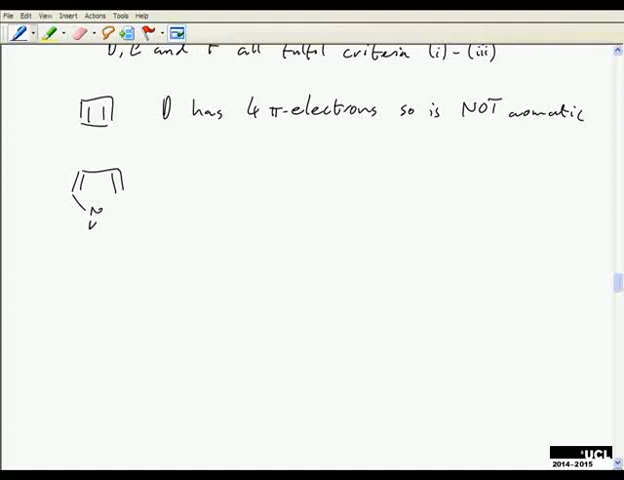 File Edit View Insert Actions Tools Help
D, E and F all fulfil criteria (i)-(iii)
D has 4 π-electrons so is NOT aromatic
N
UCL
2014-2015